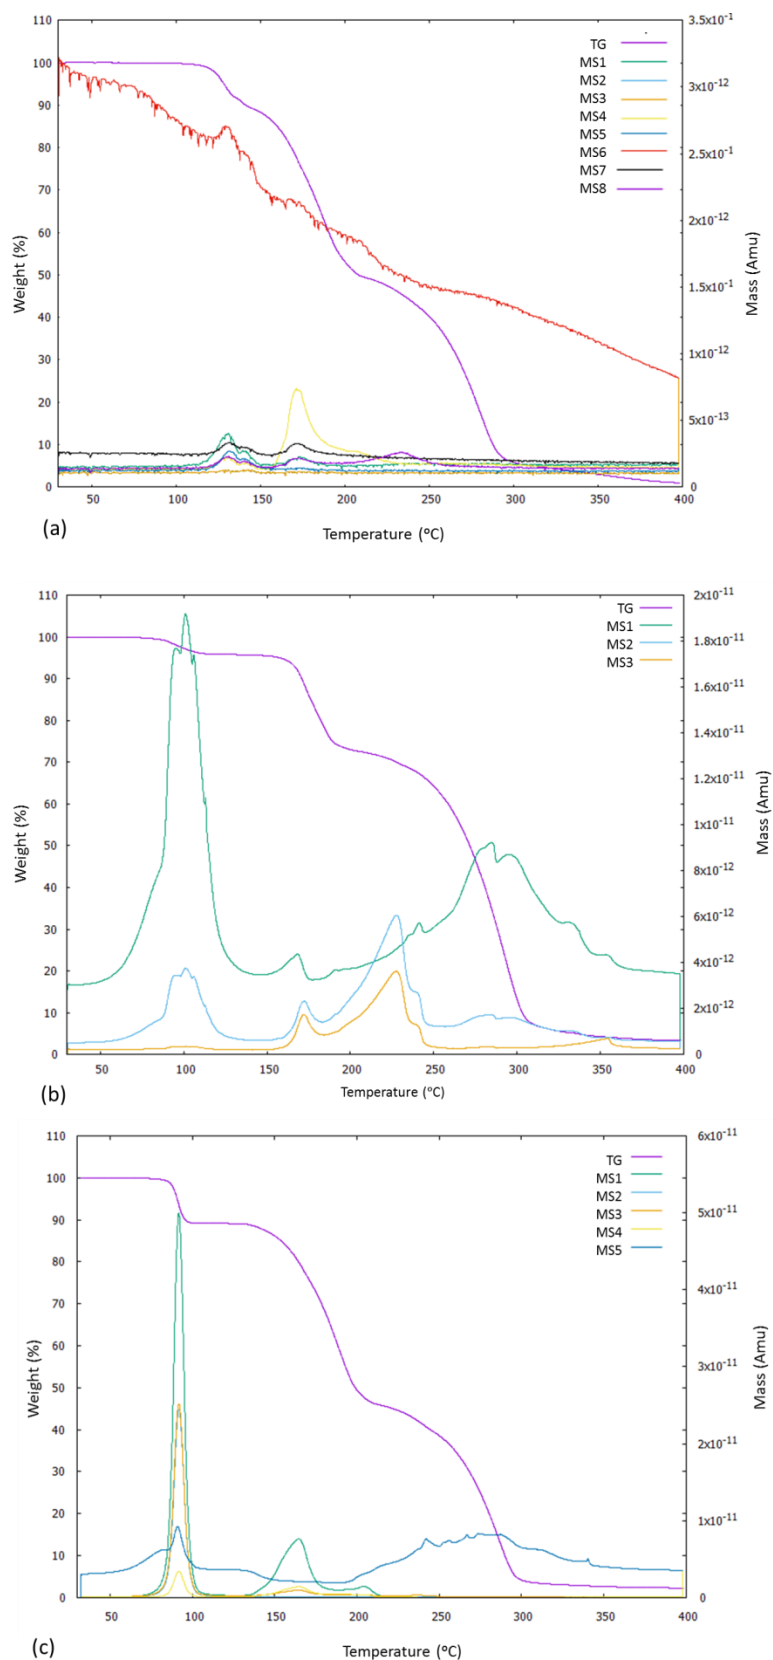 110
100
90
80
70
60
50
40
30
20
10
0
Weight (%)
50
100
150
200
250
300
350
400
Temperature (°C)
3.5x10⁻¹
3x10⁻¹²
2.5x10⁻¹
2x10⁻¹²
1.5x10⁻¹
1x10⁻¹²
5x10⁻¹³
0
Mass (Amu)
TG
MS1
MS2
MS3
MS4
MS5
MS6
MS7
MS8
(a)
110
100
90
80
70
60
50
40
30
20
10
0
Weight (%)
50
100
150
200
250
300
350
400
Temperature (°C)
2x10⁻¹¹
1.8x10⁻¹¹
1.6x10⁻¹¹
1.4x10⁻¹¹
1.2x10⁻¹¹
1x10⁻¹¹
8x10⁻¹²
6x10⁻¹²
4x10⁻¹²
2x10⁻¹²
0
Mass (Amu)
TG
MS1
MS2
MS3
(b)
110
100
90
80
70
60
50
40
30
20
10
0
Weight (%)
50
100
150
200
250
300
350
400
Temperature (°C)
6x10⁻¹¹
5x10⁻¹¹
4x10⁻¹¹
3x10⁻¹¹
2x10⁻¹¹
1x10⁻¹¹
0
Mass (Amu)
TG
MS1
MS2
MS3
MS4
MS5
(c)